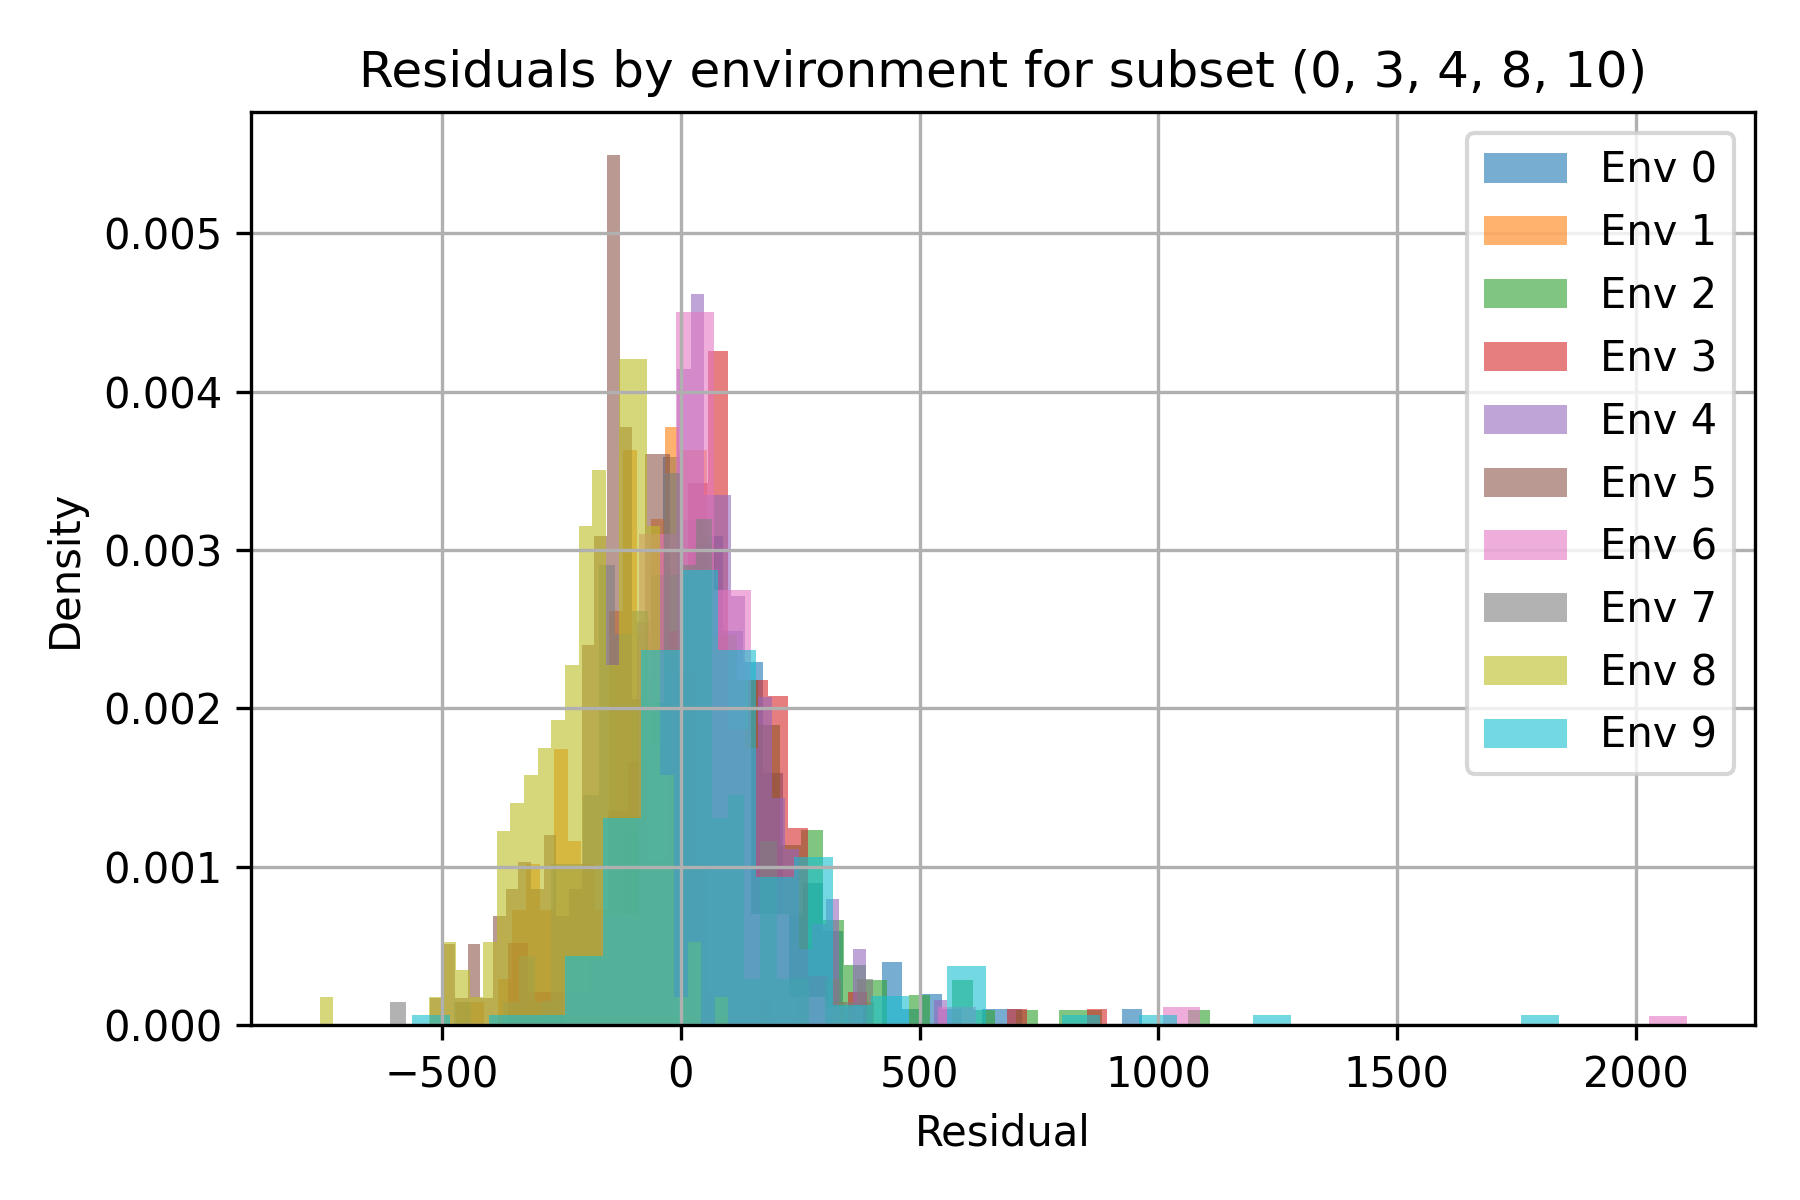 Residuals by environment for subset (0, 3, 4, 8, 10)
Density
0.005
0.004
0.003
0.002
0.001
0.000
−500
0
500
1000
1500
2000
Residual
Env 0
Env 1
Env 2
Env 3
Env 4
Env 5
Env 6
Env 7
Env 8
Env 9